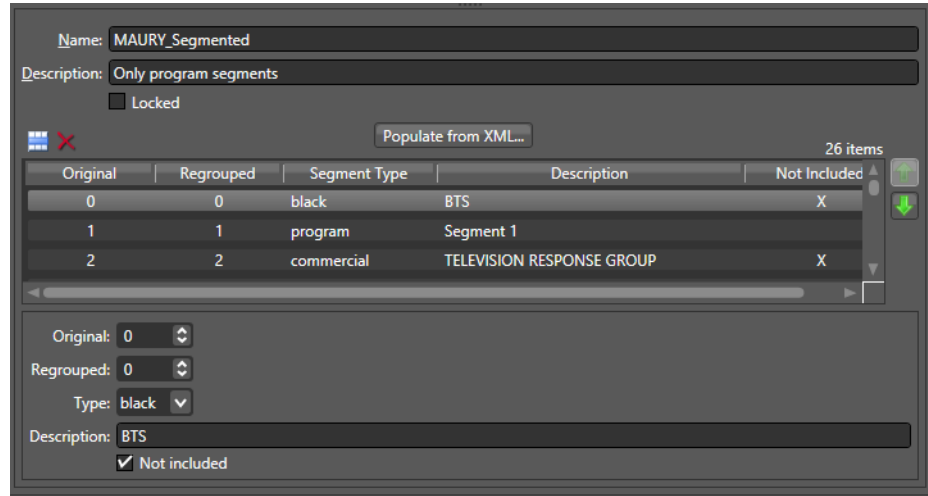 Name: MAURY_Segmented
Description: Only program segments
Locked
Populate from XML...
26 items
Original Regrouped Segment Type Description Not Included
0 0 black BTS X
1 1 program Segment 1
2 2 commercial TELEVISION RESPONSE GROUP X
Original: 0
Regrouped: 0
Type: black
Description: BTS
Not included